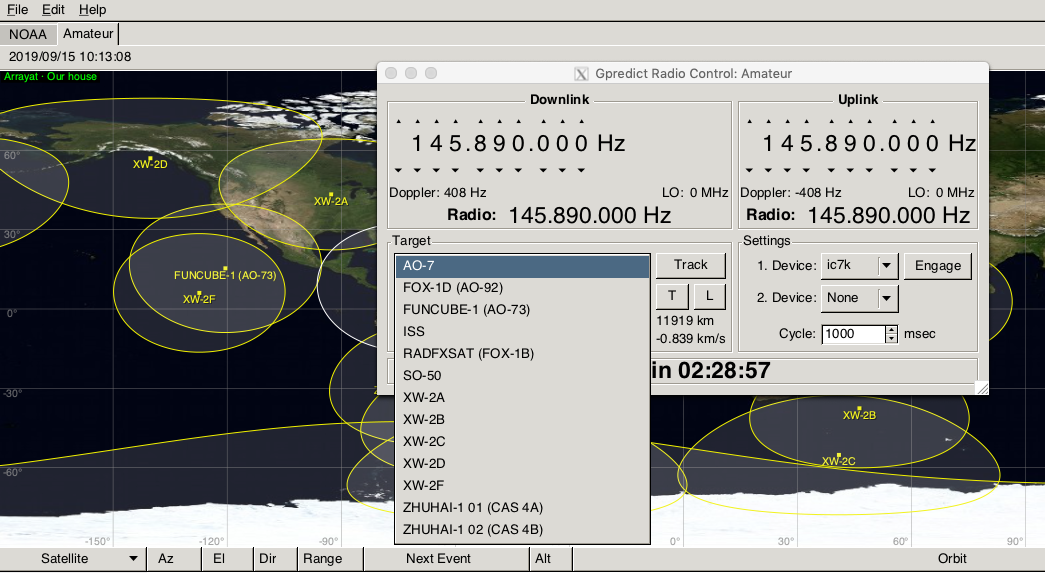 File Edit Help
NOAA Amateur
2019/09/15 10:13:08
Arrayat · Our house
Gpredict Radio Control: Amateur
Downlink
145.890.000 Hz
Doppler: 408 Hz LO: 0 MHz
Radio: 145.890.000 Hz
Uplink
145.890.000 Hz
Doppler: -408 Hz LO: 0 MHz
Radio: 145.890.000 Hz
Target
AO-7
FOX-1D (AO-92)
FUNCUBE-1 (AO-73)
ISS
RADFXSAT (FOX-1B)
SO-50
XW-2A
XW-2B
XW-2C
XW-2D
XW-2F
ZHUHAI-1 01 (CAS 4A)
ZHUHAI-1 02 (CAS 4B)
Track
T L
11919 km
-0.839 km/s
Settings
1. Device: ic7k Engage
2. Device: None
Cycle: 1000 msec
in 02:28:57
60°
XW-2D
XW-2A
30°
FUNCUBE-1 (AO-73)
XW-2F
0°
-30°
XW-2B
XW-2C
-60°
-150° -120° -90° 0° 30° 60° 90°
Satellite Az El Dir Range Next Event Alt Orbit